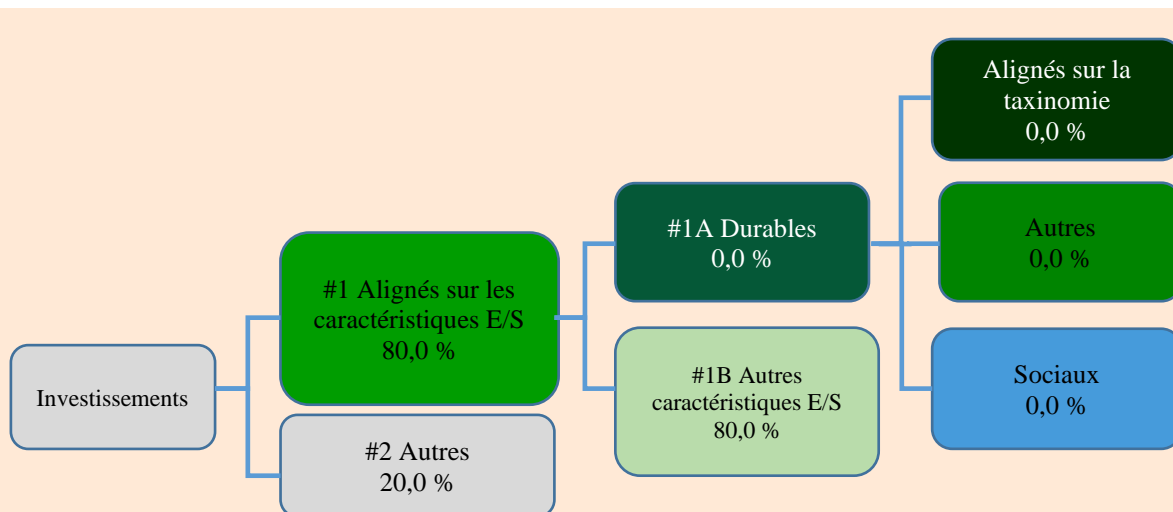 Investissements
#1 Alignés sur les
caractéristiques E/S
80,0 %
#2 Autres
20,0 %
#1A Durables
0,0 %
#1B Autres
caractéristiques E/S
80,0 %
Alignés sur la
taxinomie
0,0 %
Autres
0,0 %
Sociaux
0,0 %